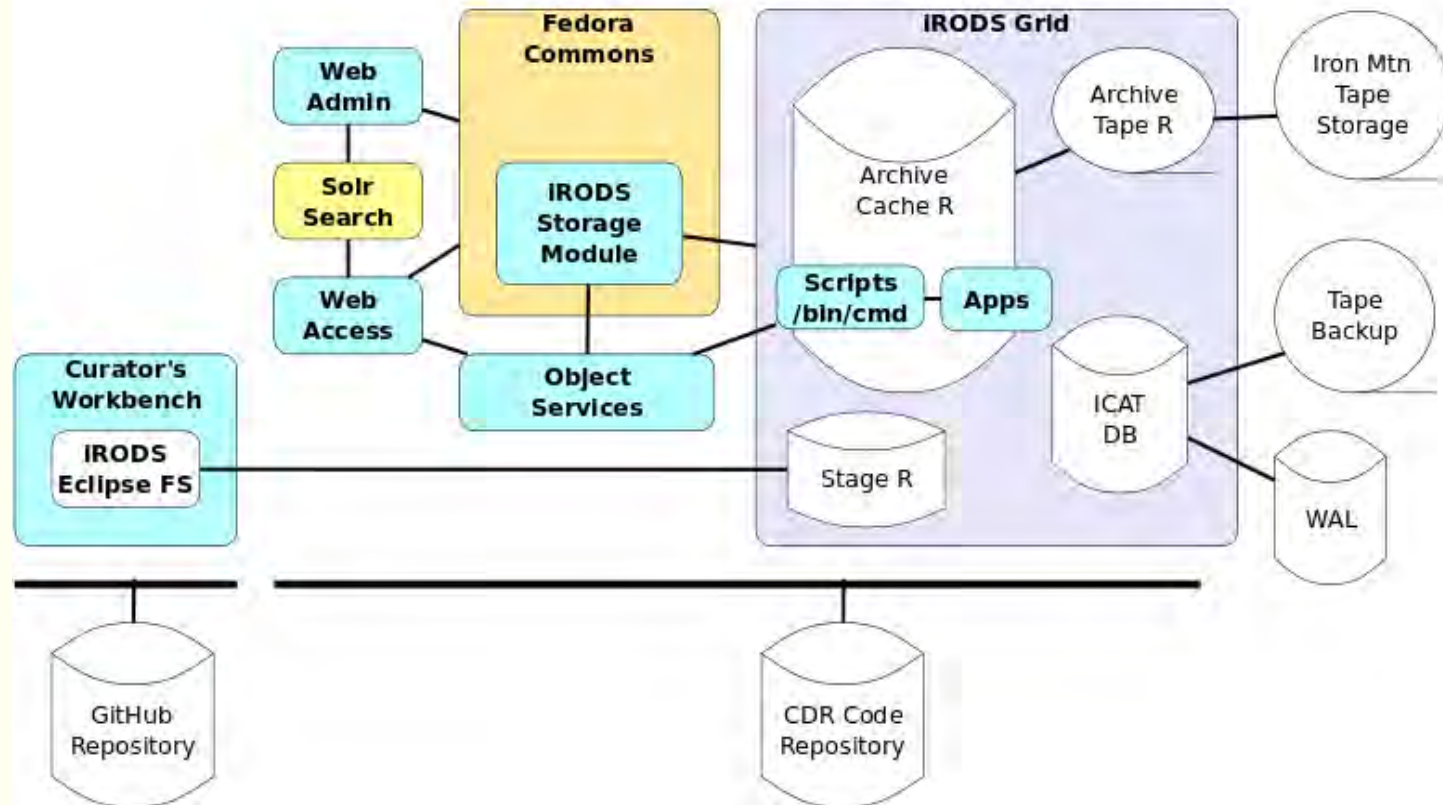 Fedora
Commons
iRODS Grid
Web
Admin
Solr
Search
Web
Access
iRODS
Storage
Module
Object
Services
Archive
Cache R
Scripts
/bin/cmd
Apps
Archive
Tape R
Iron Mtn
Tape
Storage
Tape
Backup
ICAT
DB
WAL
Stage R
Curator's
Workbench
iRODS
Eclipse FS
GitHub
Repository
CDR Code
Repository